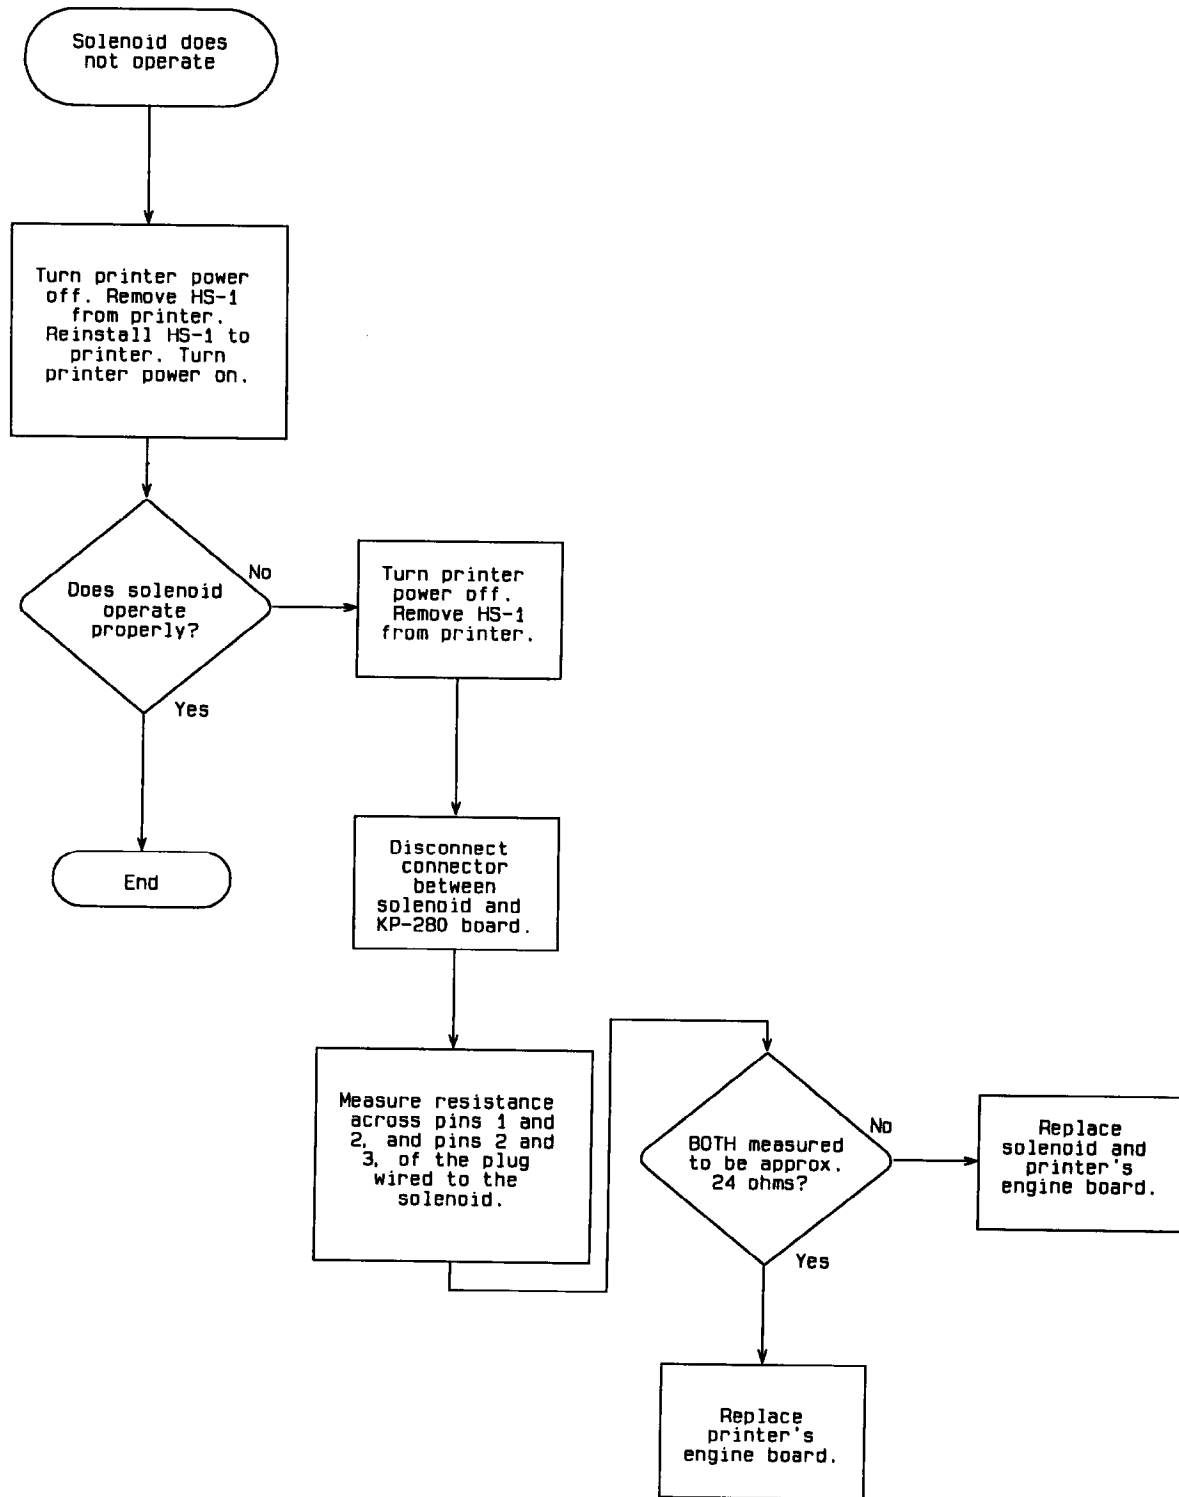 Solenoid does
not operate
Turn printer power
off. Remove HS-1
from printer.
Reinstall HS-1 to
printer. Turn
printer power on.
Does solenoid
operate
properly?
No
Yes
End
Turn printer
power off.
Remove HS-1
from printer.
Disconnect
connector
between
solenoid and
KP-280 board.
Measure resistance
across pins 1 and
2, and pins 2 and
3, of the plug
wired to the
solenoid.
BOTH measured
to be approx.
24 ohms?
No
Yes
Replace
solenoid and
printer's
engine board.
Replace
printer's
engine board.